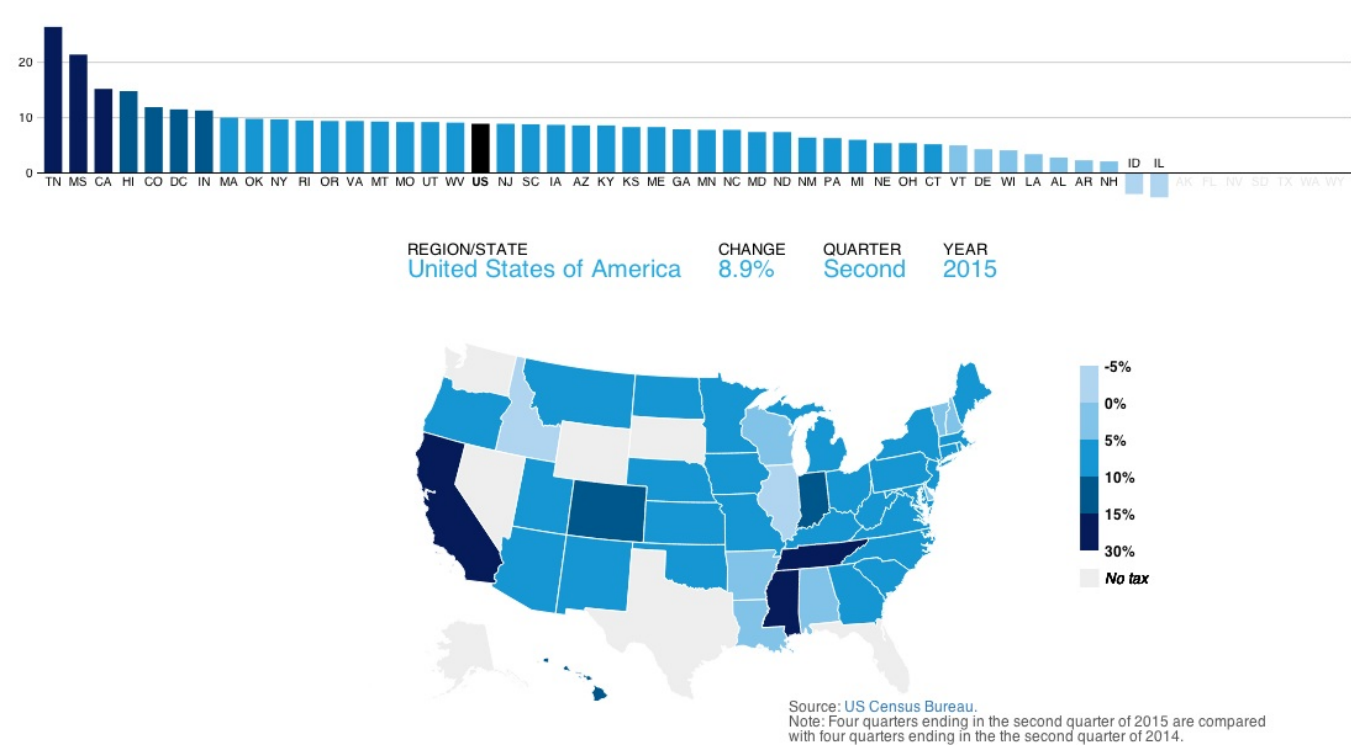 20
10
0
TN MS CA HI CO DC IN MA OK NY RI OR VA MT MO UT WV US NJ SC IA AZ KY KS ME GA MN NC MD ND NM PA MI NE OH CT VT DE WI LA AL AR NH ID IL AK FL NV SD TX WA WY
REGION/STATE CHANGE QUARTER YEAR
United States of America 8.9% Second 2015
-5%
0%
5%
10%
15%
30%
No tax
Source: US Census Bureau.
Note: Four quarters ending in the second quarter of 2015 are compared
with four quarters ending in the the second quarter of 2014.